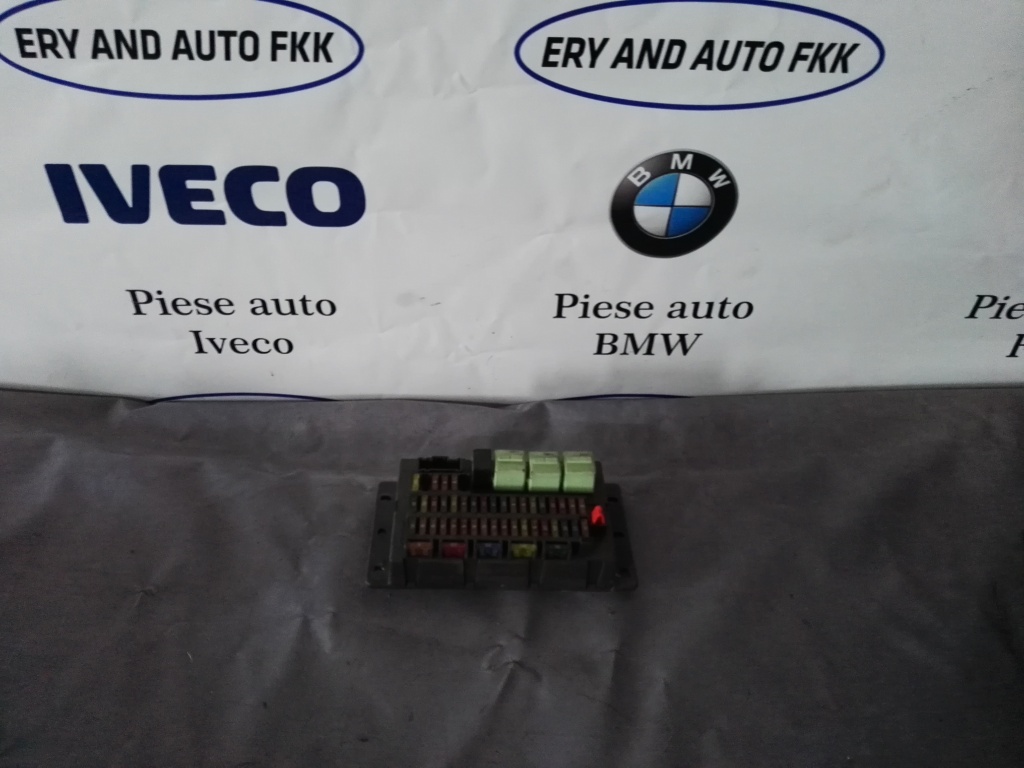 ERY AND AUTO FKK
ERY AND AUTO FKK
IVECO
BMW
Piese auto
Iveco
Piese auto
BMW